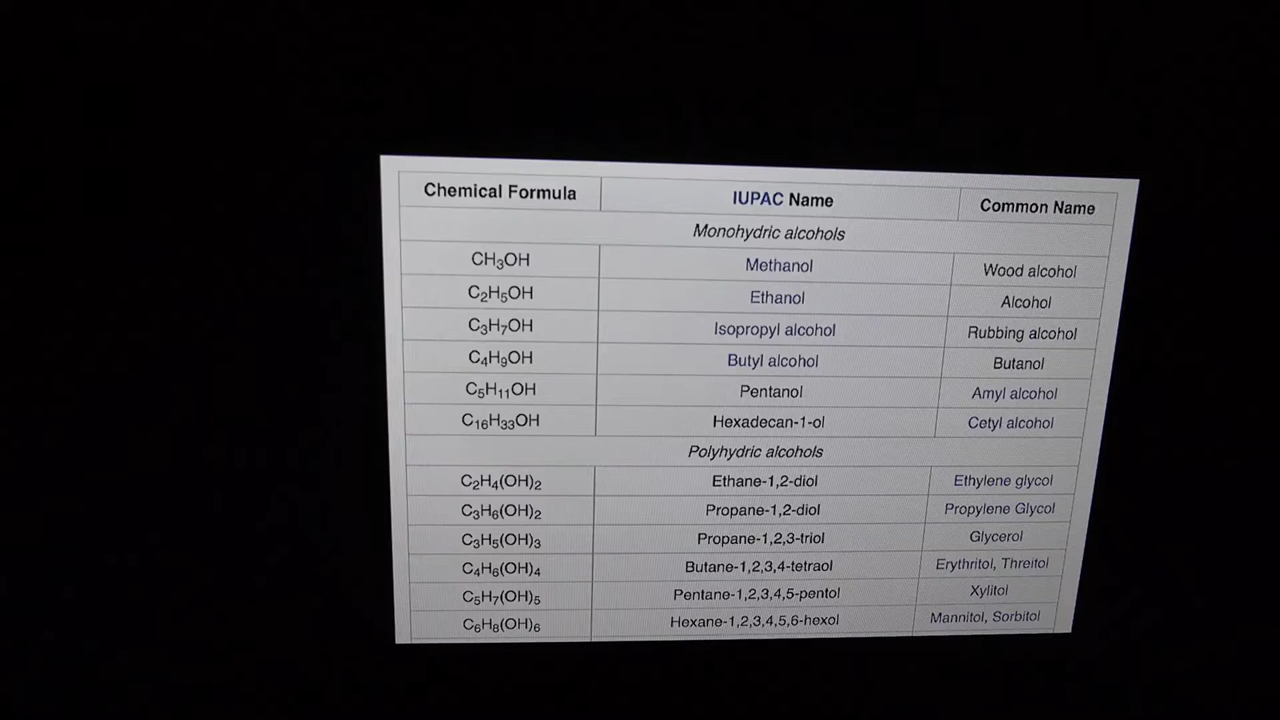 Chemical Formula IUPAC Name Common Name
Monohydric alcohols
CH₃OH Methanol Wood alcohol
C₂H₅OH Ethanol Alcohol
C₃H₇OH Isopropyl alcohol Rubbing alcohol
C₄H₉OH Butyl alcohol Butanol
C₅H₁₁OH Pentanol Amyl alcohol
C₁₆H₃₃OH Hexadecan-1-ol Cetyl alcohol
Polyhydric alcohols
C₂H₄(OH)₂ Ethane-1,2-diol Ethylene glycol
C₃H₆(OH)₂ Propane-1,2-diol Propylene Glycol
C₃H₅(OH)₃ Propane-1,2,3-triol Glycerol
C₄H₆(OH)₄ Butane-1,2,3,4-tetraol Erythritol, Threitol
C₅H₇(OH)₅ Pentane-1,2,3,4,5-pentol Xylitol
C₆H₈(OH)₆ Hexane-1,2,3,4,5,6-hexol Mannitol, Sorbitol